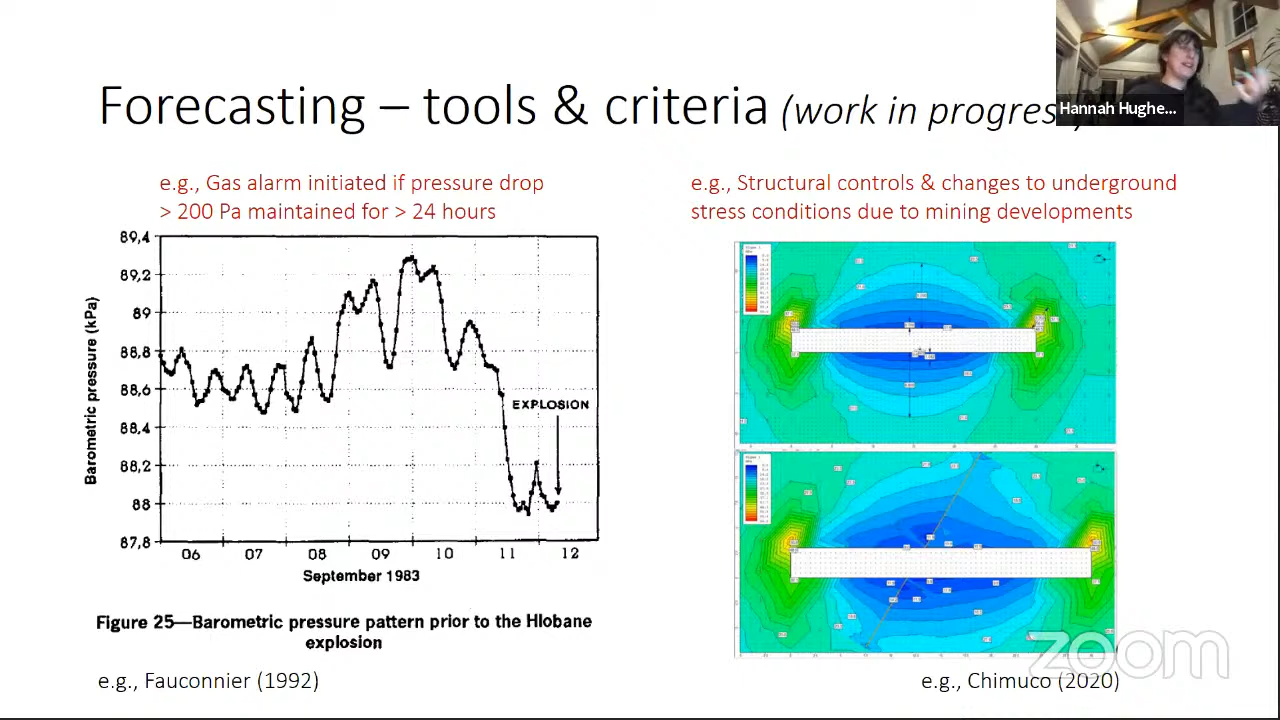 Forecasting – tools & criteria (work in progress)
Hannah Hughe...
e.g., Gas alarm initiated if pressure drop
> 200 Pa maintained for > 24 hours
e.g., Structural controls & changes to underground
stress conditions due to mining developments
Barometric pressure (kPa)
89,4
89,2
89
88,8
88,6
88,4
88,2
88
87,8
EXPLOSION
06 07 08 09 10 11 12
September 1983
Figure 25—Barometric pressure pattern prior to the Hlobane
explosion
e.g., Fauconnier (1992)
e.g., Chimuco (2020)
zoom